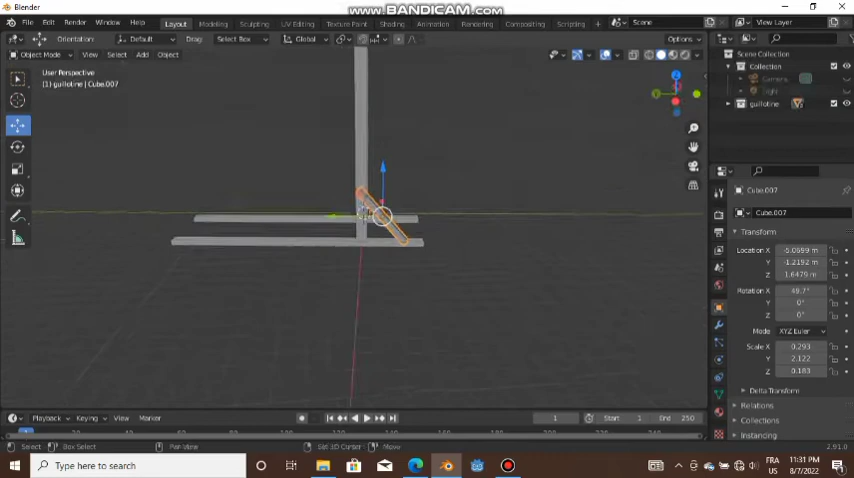 Blender
www.BANDICAM.com
File Edit Render Window Help Layout Modeling Sculpting UV Editing Texture Paint Shading Animation Rendering Compositing Scripting Scene View Layer
Orientation: Default Drag: Select Box Global Options
Object Mode View Select Add Object
User Perspective
(1) guillotine | Cube.007
Scene Collection
Collection
Camera
Light
guillotine
Cube.007
Cube.007
Transform
Location X -5.0699 m
Y -1.2192 m
Z 1.6479 m
Rotation X 49.7°
Y 0°
Z 0°
Mode XYZ Euler
Scale X 0.293
Y 2.122
Z 0.183
Delta Transform
Relations
Collections
Instancing
Playback Keying View Marker 1 Start 1 End 250
Select Box Select Pan View Set 3D Cursor Move 2.91.0
Type here to search
FRA
US
11:31 PM
8/7/2022